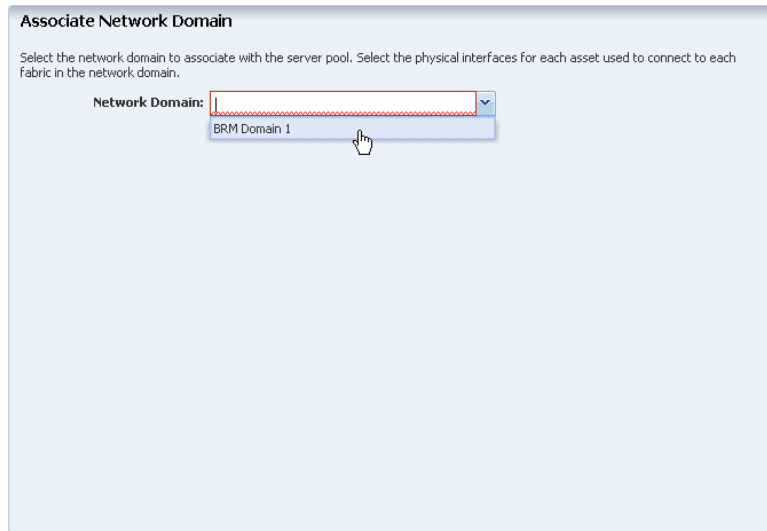 Associate Network Domain
Select the network domain to associate with the server pool. Select the physical interfaces for each asset used to connect to each
fabric in the network domain.
Network Domain:
BRM Domain 1